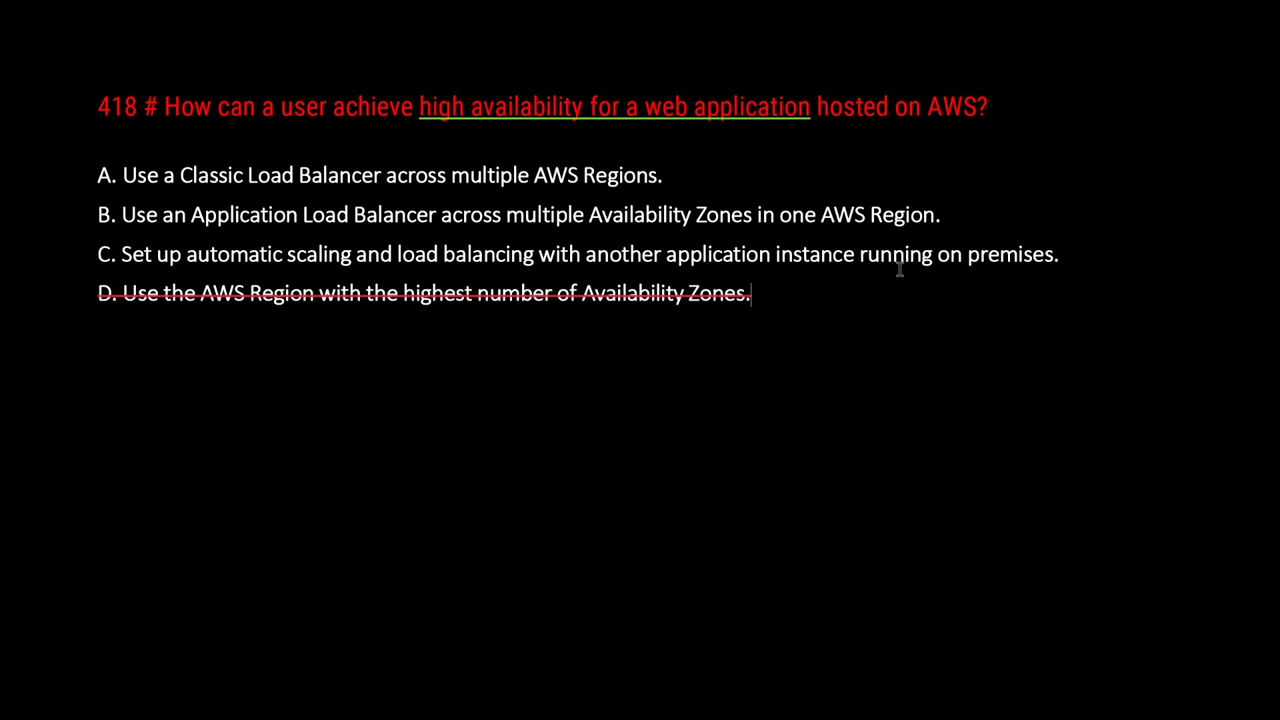 418 # How can a user achieve high availability for a web application hosted on AWS?
A. Use a Classic Load Balancer across multiple AWS Regions.
B. Use an Application Load Balancer across multiple Availability Zones in one AWS Region.
C. Set up automatic scaling and load balancing with another application instance running on premises.
D. Use the AWS Region with the highest number of Availability Zones.